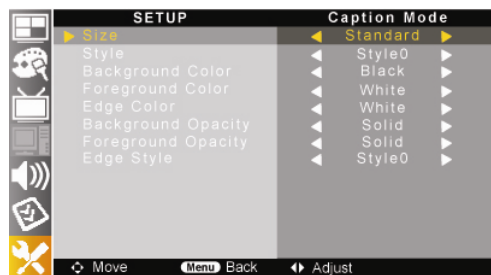 SETUP Caption Mode
Size Standard
Style Style0
Background Color Black
Foreground Color White
Edge Color White
Background Opacity Solid
Foreground Opacity Solid
Edge Style Style0
Move Menu Back Adjust